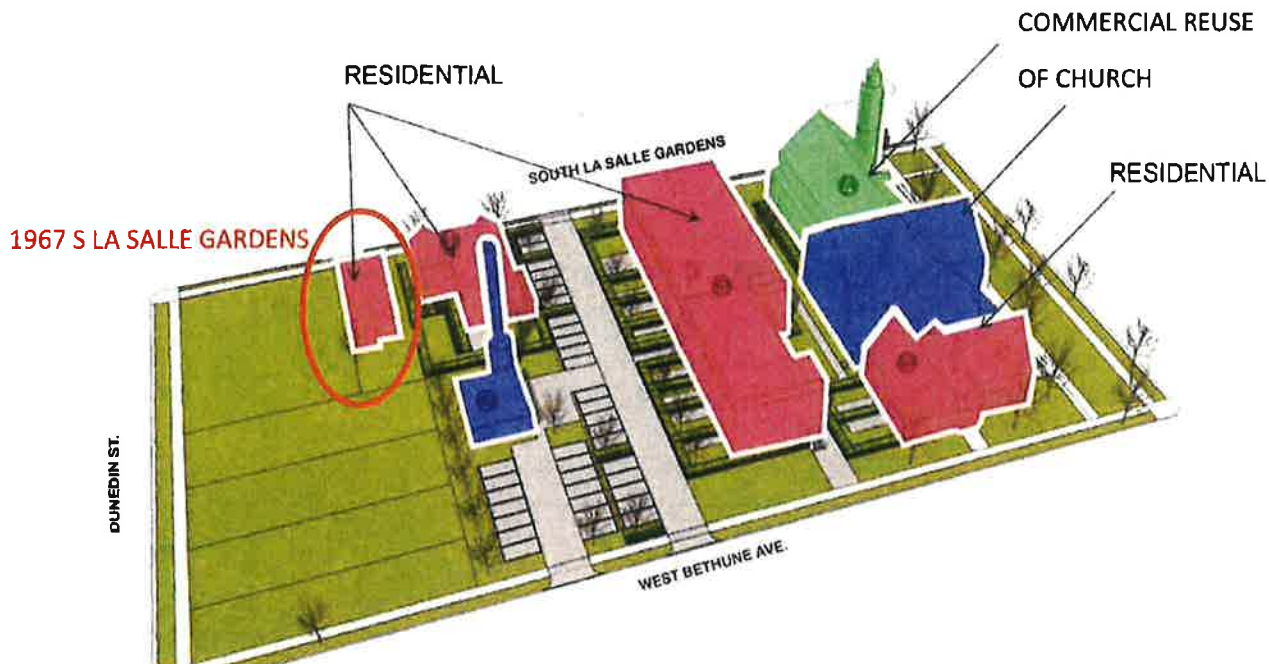 COMMERCIAL REUSE
OF CHURCH
RESIDENTIAL
SOUTH LA SALLE GARDENS
RESIDENTIAL
1967 S LA SALLE GARDENS
DUNEDIN ST.
WEST BETHUNE AVE.